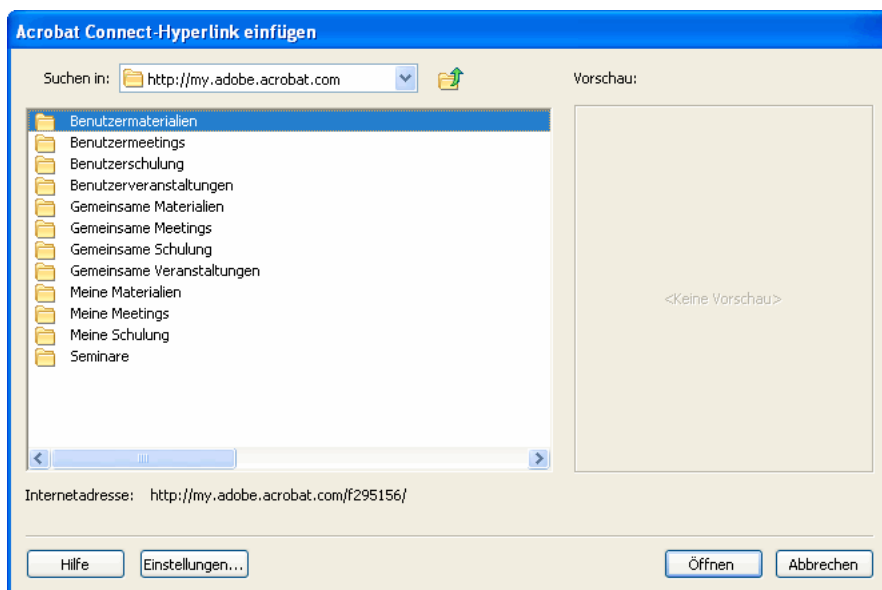 Acrobat Connect-Hyperlink einfügen
Suchen in: http://my.adobe.acrobat.com Vorschau:
Benutzermaterialien
Benutzermeetings
Benutzerschulung
Benutzerveranstaltungen
Gemeinsame Materialien
Gemeinsame Meetings
Gemeinsame Schulung
Gemeinsame Veranstaltungen
Meine Materialien
Meine Meetings
Meine Schulung
Seminare
<Keine Vorschau>
Internetadresse: http://my.adobe.acrobat.com/f295156/
Hilfe Einstellungen... Öffnen Abbrechen